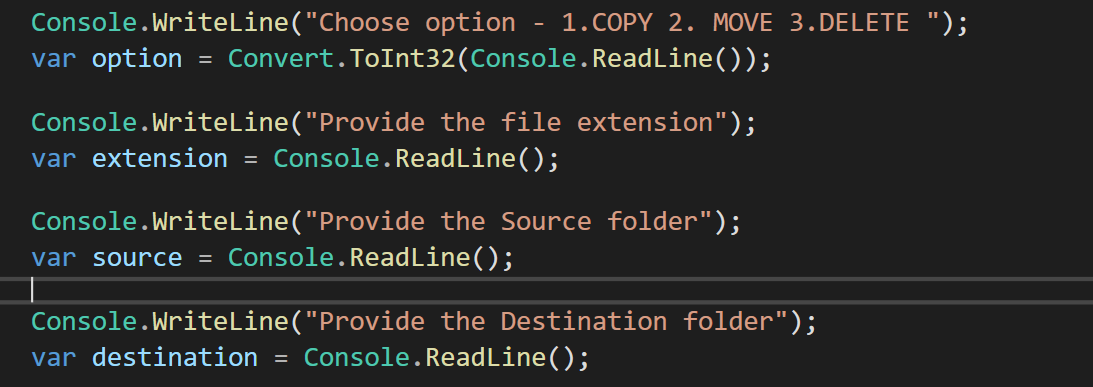 Console.WriteLine("Choose option - 1.COPY 2. MOVE 3.DELETE ");
var option = Convert.ToInt32(Console.ReadLine());
Console.WriteLine("Provide the file extension");
var extension = Console.ReadLine();
Console.WriteLine("Provide the Source folder");
var source = Console.ReadLine();
Console.WriteLine("Provide the Destination folder");
var destination = Console.ReadLine();